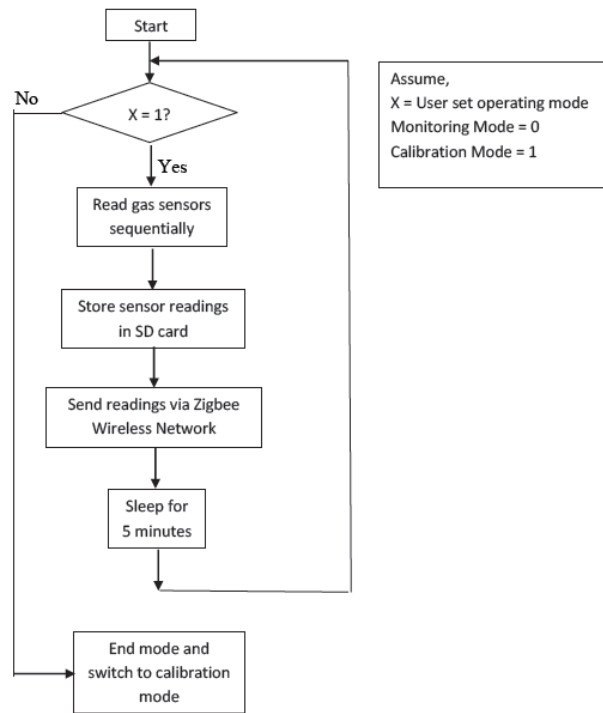 Start
No
X = 1?
Yes
Read gas sensors
sequentially
Store sensor readings
in SD card
Send readings via Zigbee
Wireless Network
Sleep for
5 minutes
End mode and
switch to calibration
mode
Assume,
X = User set operating mode
Monitoring Mode = 0
Calibration Mode = 1